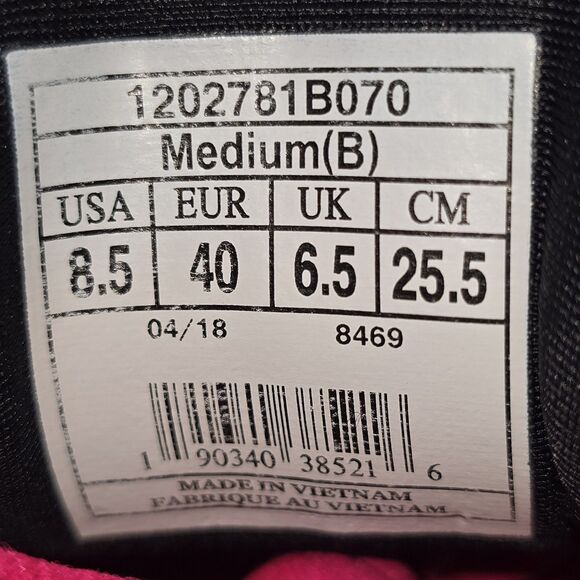 1202781B070
Medium(B)
USA EUR UK CM
8.5 40 6.5 25.5
04/18 8469
1 90340 38521 6
MADE IN VIETNAM
FABRIQUE AU VIETNAM